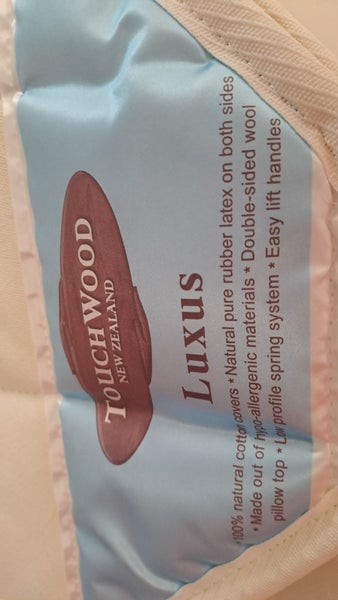 TOUCHWOOD
NEW ZEALAND
Luxus
*100% natural cotton covers *Natural pure rubber latex on both sides
*Made out of hypo-allergenic materials * Double-sided wool
pillow top * Low profile spring system * Easy lift handles